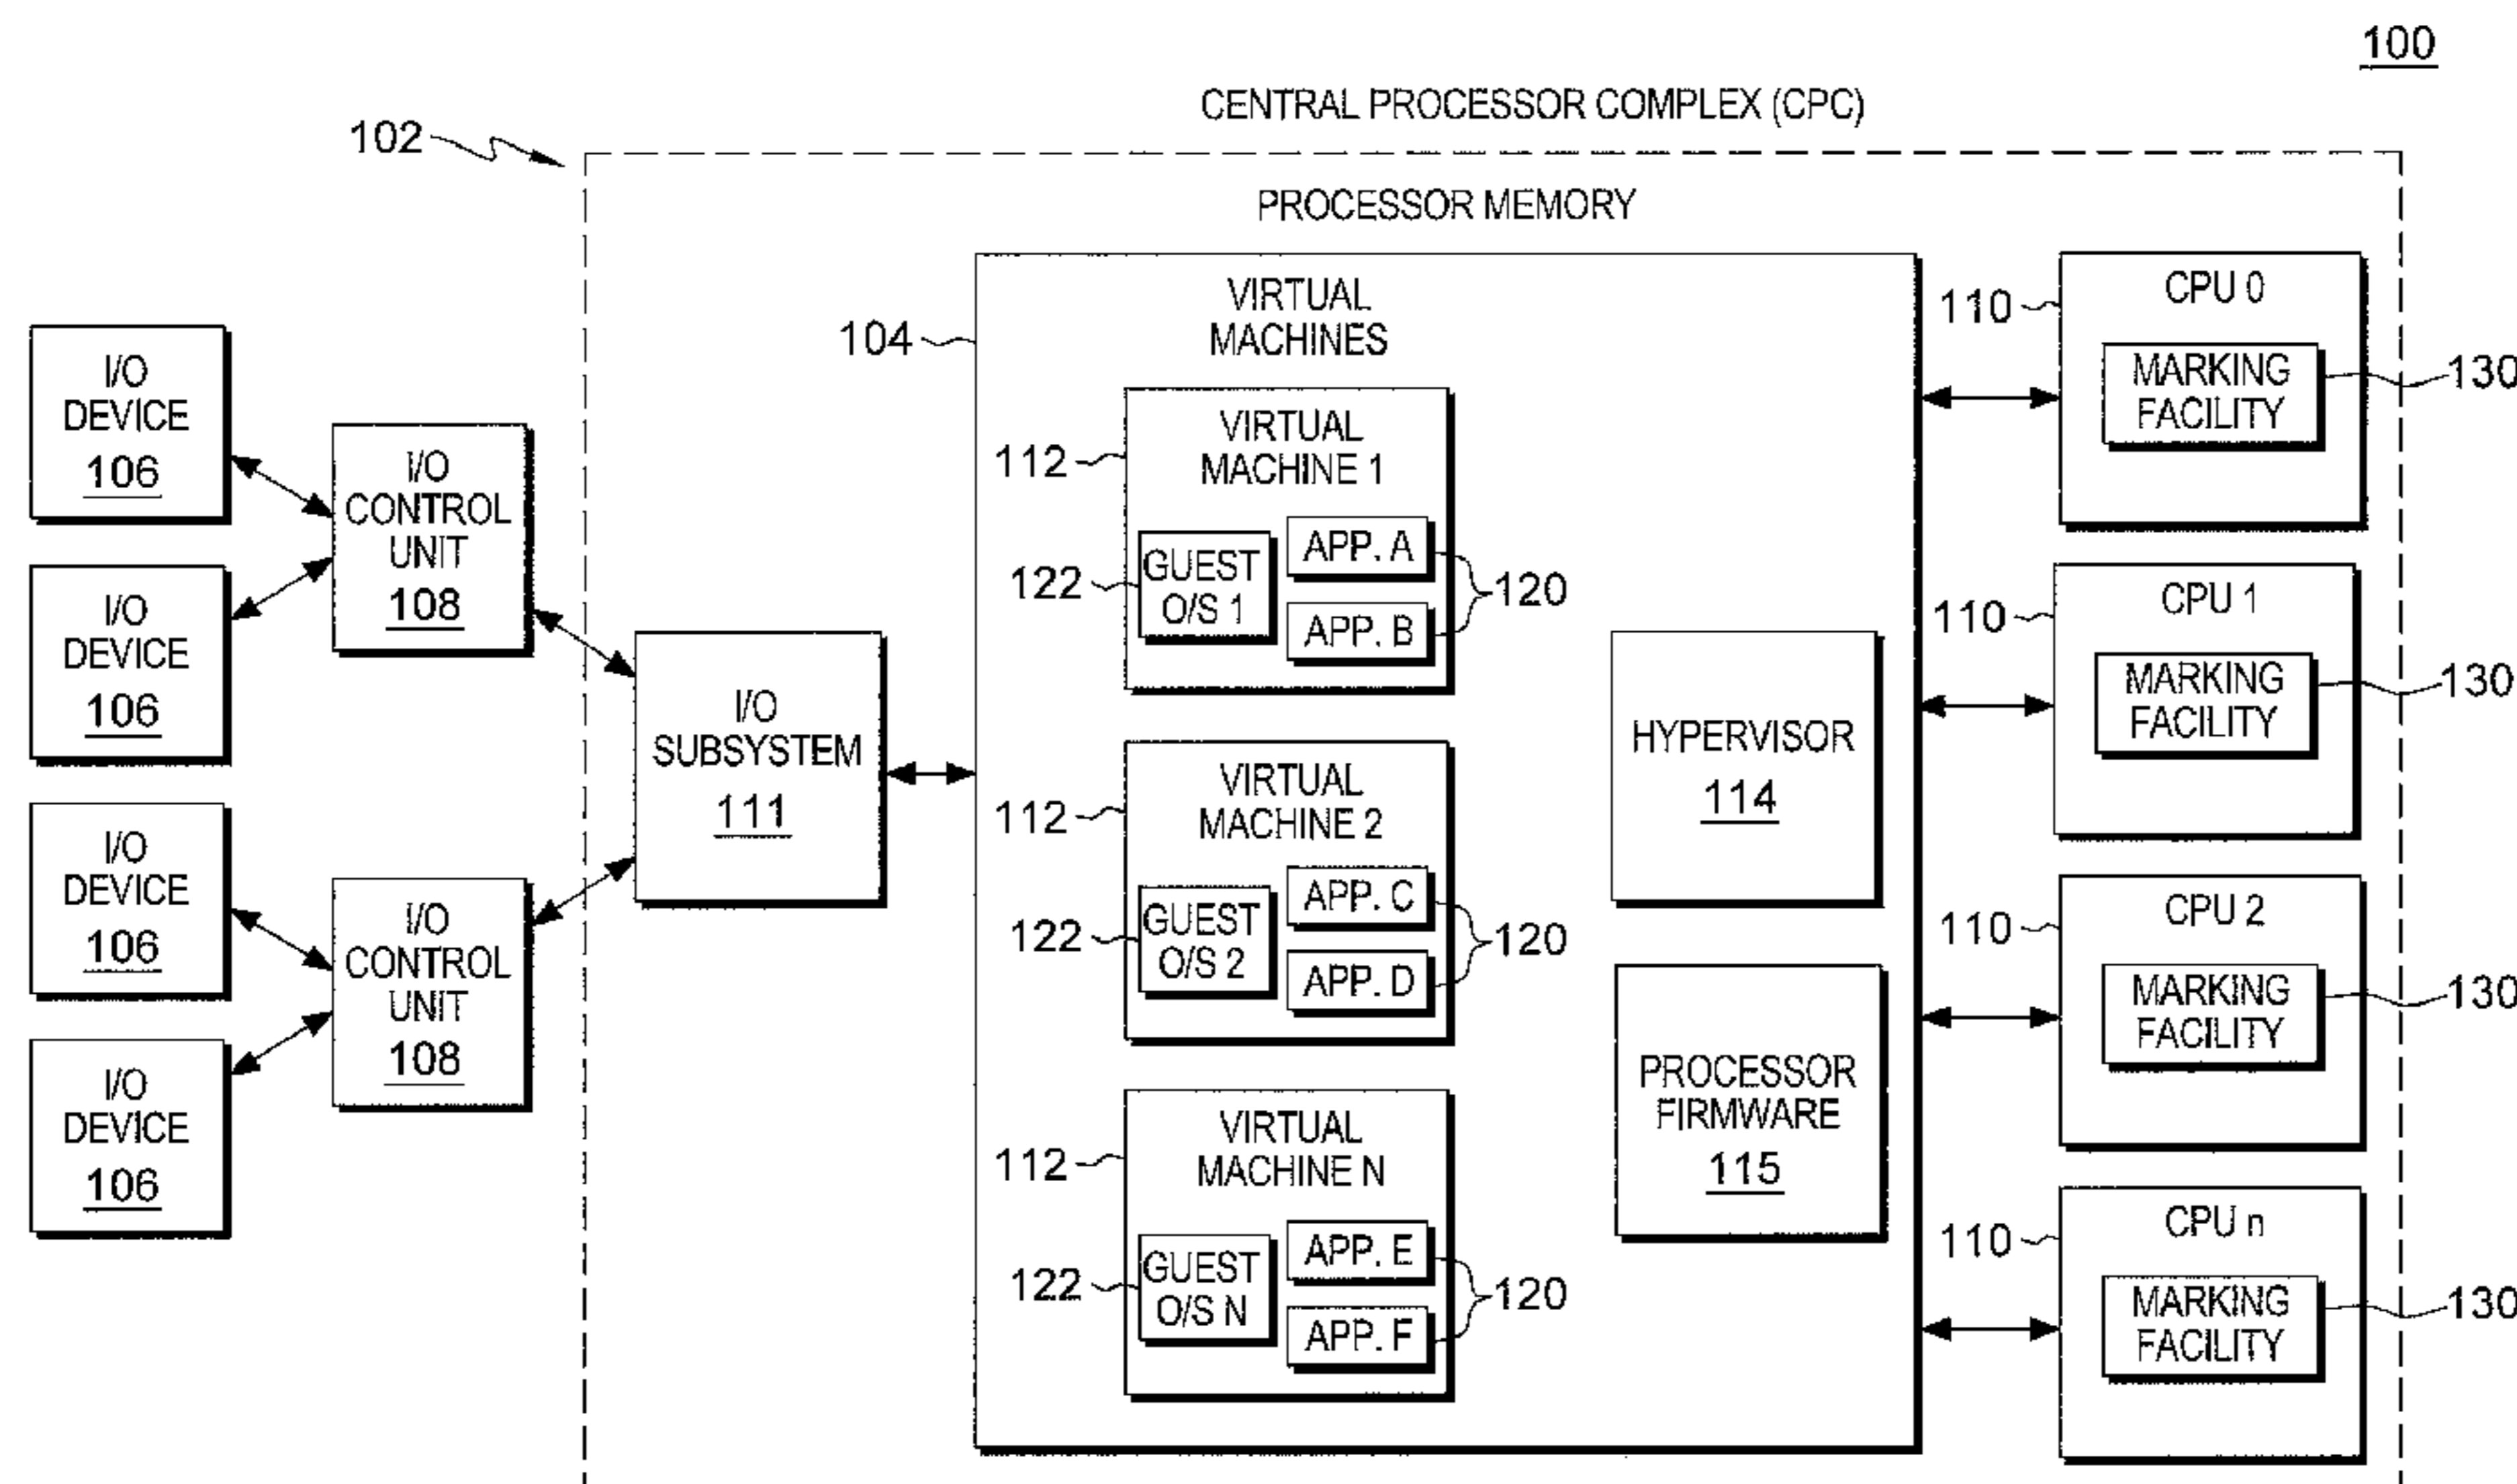 100
CENTRAL PROCESSOR COMPLEX (CPC)
102
PROCESSOR MEMORY
I/O
DEVICE
106
I/O
DEVICE
106
I/O
DEVICE
106
I/O
DEVICE
106
I/O
CONTROL
UNIT
108
I/O
CONTROL
UNIT
108
I/O
SUBSYSTEM
111
104
VIRTUAL
MACHINES
112
VIRTUAL
MACHINE 1
122
GUEST
O/S 1
APP. A
APP. B
120
112
VIRTUAL
MACHINE 2
122
GUEST
O/S 2
APP. C
APP. D
120
112
VIRTUAL
MACHINE N
122
GUEST
O/S N
APP. E
APP. F
120
HYPERVISOR
114
PROCESSOR
FIRMWARE
115
110
CPU 0
MARKING
FACILITY
130
110
CPU 1
MARKING
FACILITY
130
110
CPU 2
MARKING
FACILITY
130
110
CPU n
MARKING
FACILITY
130